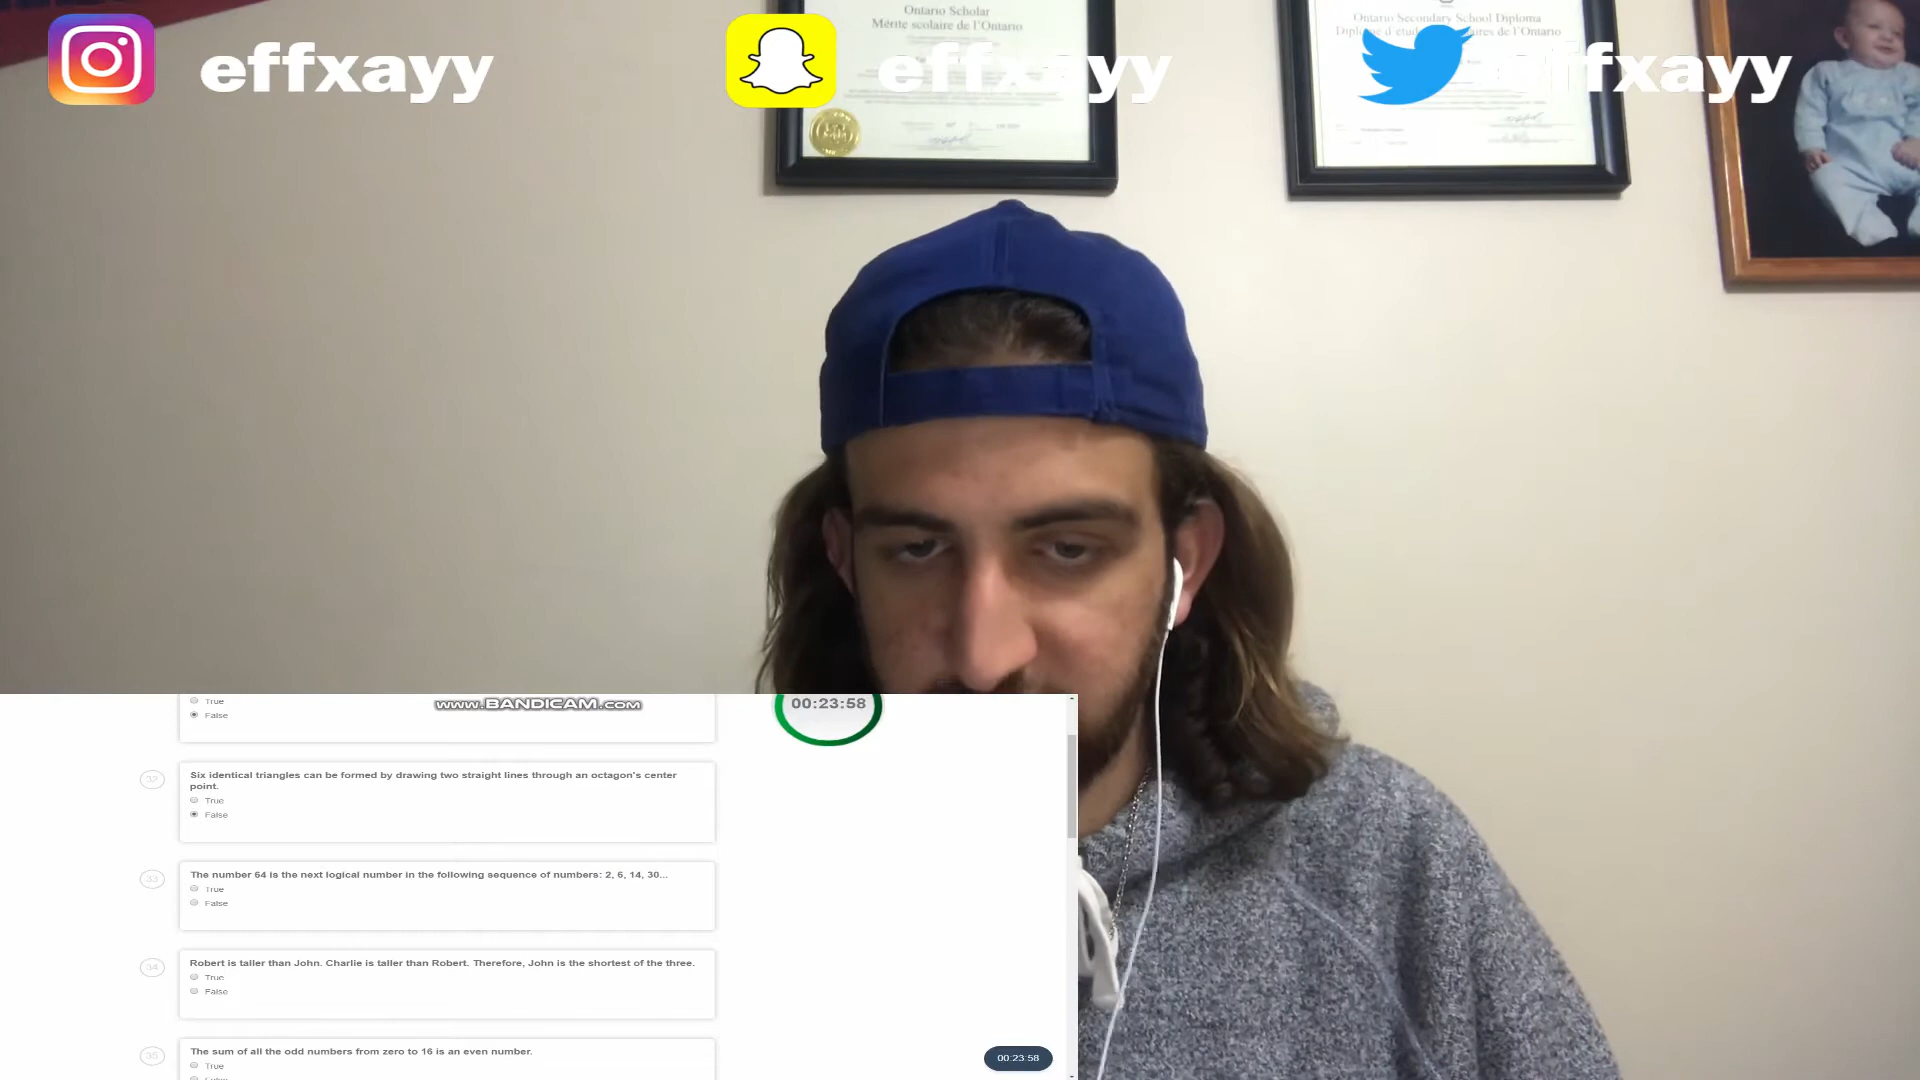 Ontario Scholar
Mérite scolaire de l'Ontario
Ontario Secondary School Diploma
effxayy
effxayy
effxayy
www.BANDICAM.com
True
False
00:23:58
32
Six identical triangles can be formed by drawing two straight lines through an octagon's center
point.
True
False
33
The number 64 is the next logical number in the following sequence of numbers: 2, 6, 14, 30...
True
False
34
Robert is taller than John. Charlie is taller than Robert. Therefore, John is the shortest of the three.
True
False
35
The sum of all the odd numbers from zero to 16 is an even number.
True
00:23:58